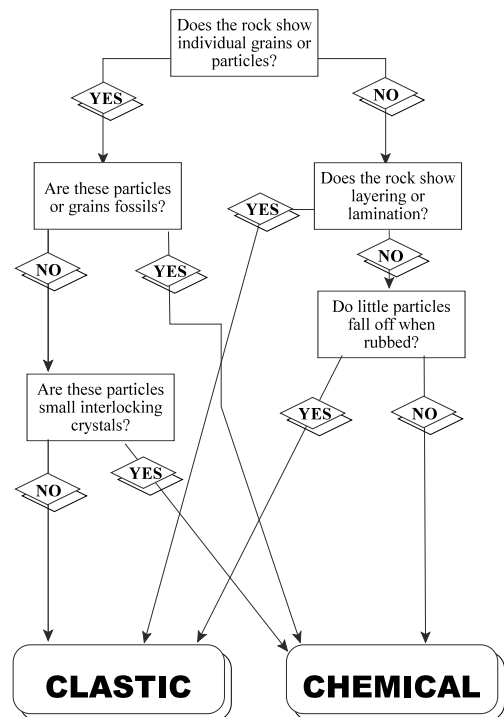 Does the rock show
individual grains or
particles?
YES
NO
Are these particles
or grains fossils?
Does the rock show
layering or
lamination?
YES
NO
YES
NO
Do little particles
fall off when
rubbed?
Are these particles
small interlocking
crystals?
YES
NO
YES
NO
CLASTIC
CHEMICAL